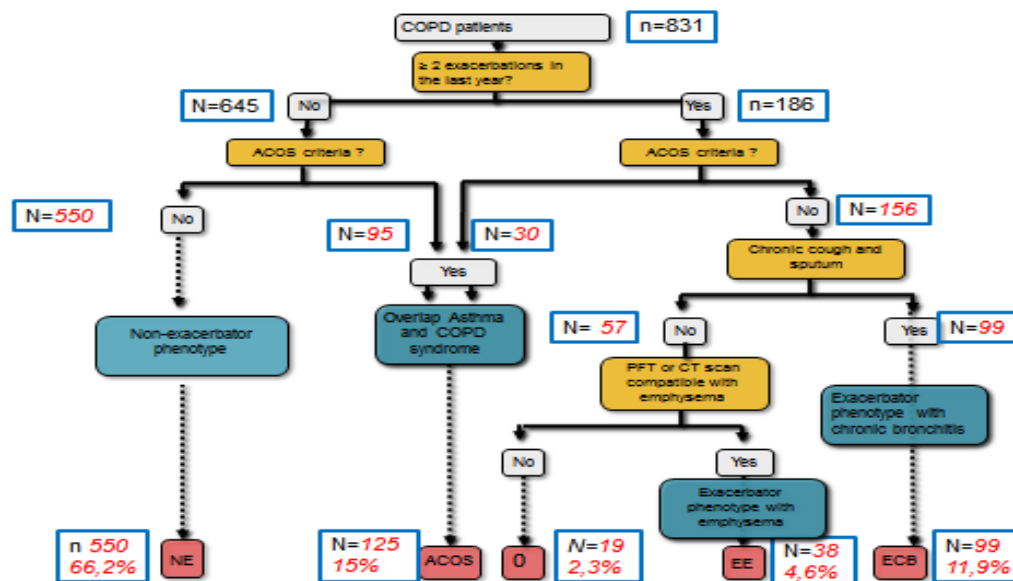 COPD patients
n=831
≥ 2 exacerbations in
the last year?
N=645
No
Yes
n=186
ACOS criteria ?
ACOS criteria ?
N=550
No
N=95
N=30
No
N=156
Yes
Chronic cough and
sputum
Non-exacerbator
phenotype
Overlap Asthma
and COPD
syndrome
N= 57
No
Yes
N=99
PFT or CT scan
compatible with
emphysema
Exacerbator
phenotype with
chronic bronchitis
No
Yes
Exacerbator
phenotype with
emphysema
n 550
66,2%
NE
N=125
15%
ACOS
0
N=19
2,3%
EE
N=38
4,6%
ECB
N=99
11,9%